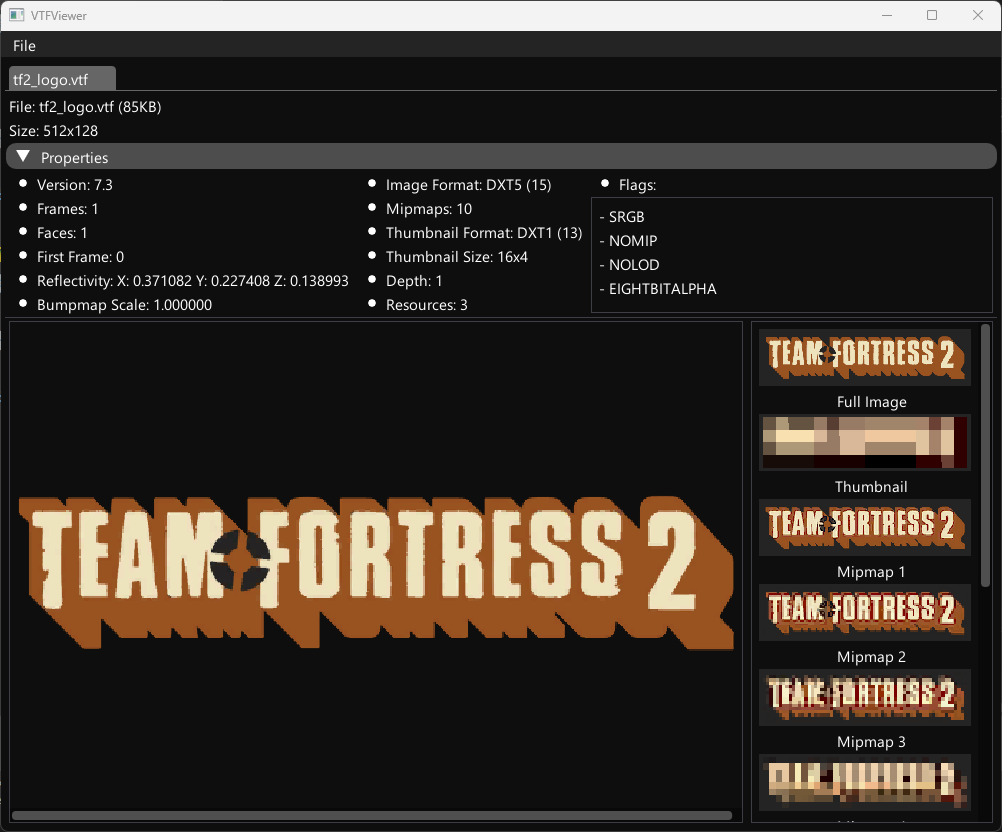 VTFViewer
File
tf2_logo.vtf
File: tf2_logo.vtf (85KB)
Size: 512x128
Properties
Version: 7.3
Frames: 1
Faces: 1
First Frame: 0
Reflectivity: X: 0.371082 Y: 0.227408 Z: 0.138993
Bumpmap Scale: 1.000000
Image Format: DXT5 (15)
Mipmaps: 10
Thumbnail Format: DXT1 (13)
Thumbnail Size: 16x4
Depth: 1
Resources: 3
Flags:
- SRGB
- NOMIP
- NOLOD
- EIGHTBITALPHA
TEAM FORTRESS 2
TEAM FORTRESS 2
Full Image
Thumbnail
TEAM FORTRESS 2
Mipmap 1
TEAM FORTRESS 2
Mipmap 2
TEAM FORTRESS 2
Mipmap 3